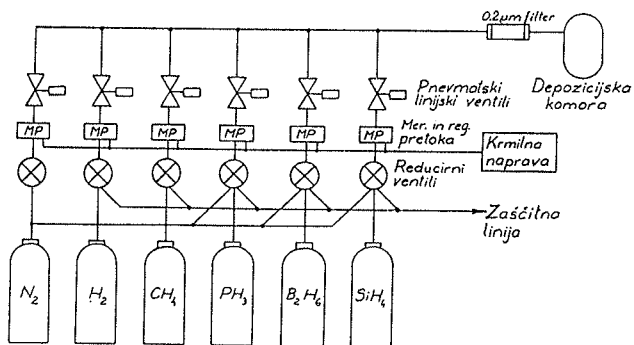 0.2µm filter
Depozicijska
komora
Pnevmatski
linijski ventili
MP MP MP MP MP MP
Mer. in reg.
pretoka
Krmilna
naprava
Reducirni
ventili
Zaščitna
linija
N₂ H₂ CH₄ PH₃ B₂H₆ SiH₄